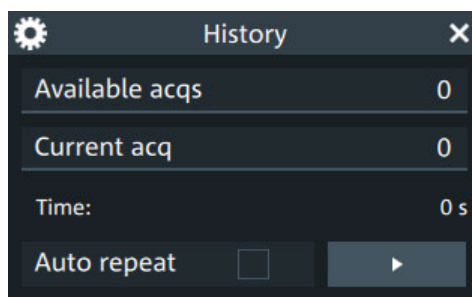 History
Available acqs 0
Current acq 0
Time: 0 s
Auto repeat